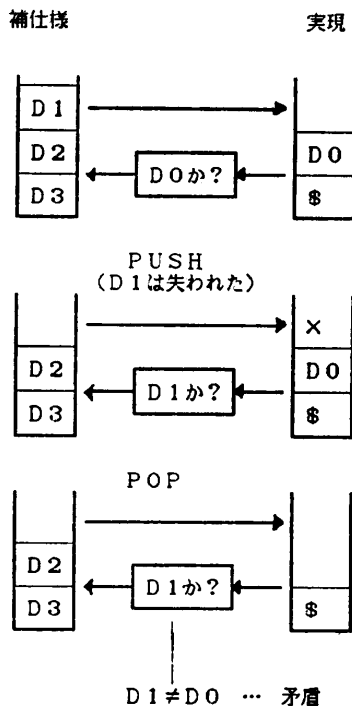 補仕様 実現
D1
D2 D0
D0か?
D3 $
PUSH
(D1は失われた)
×
D2 D0
D1か?
D3 $
POP
D2
D1か?
D3 $
D1≠D0 … 矛盾